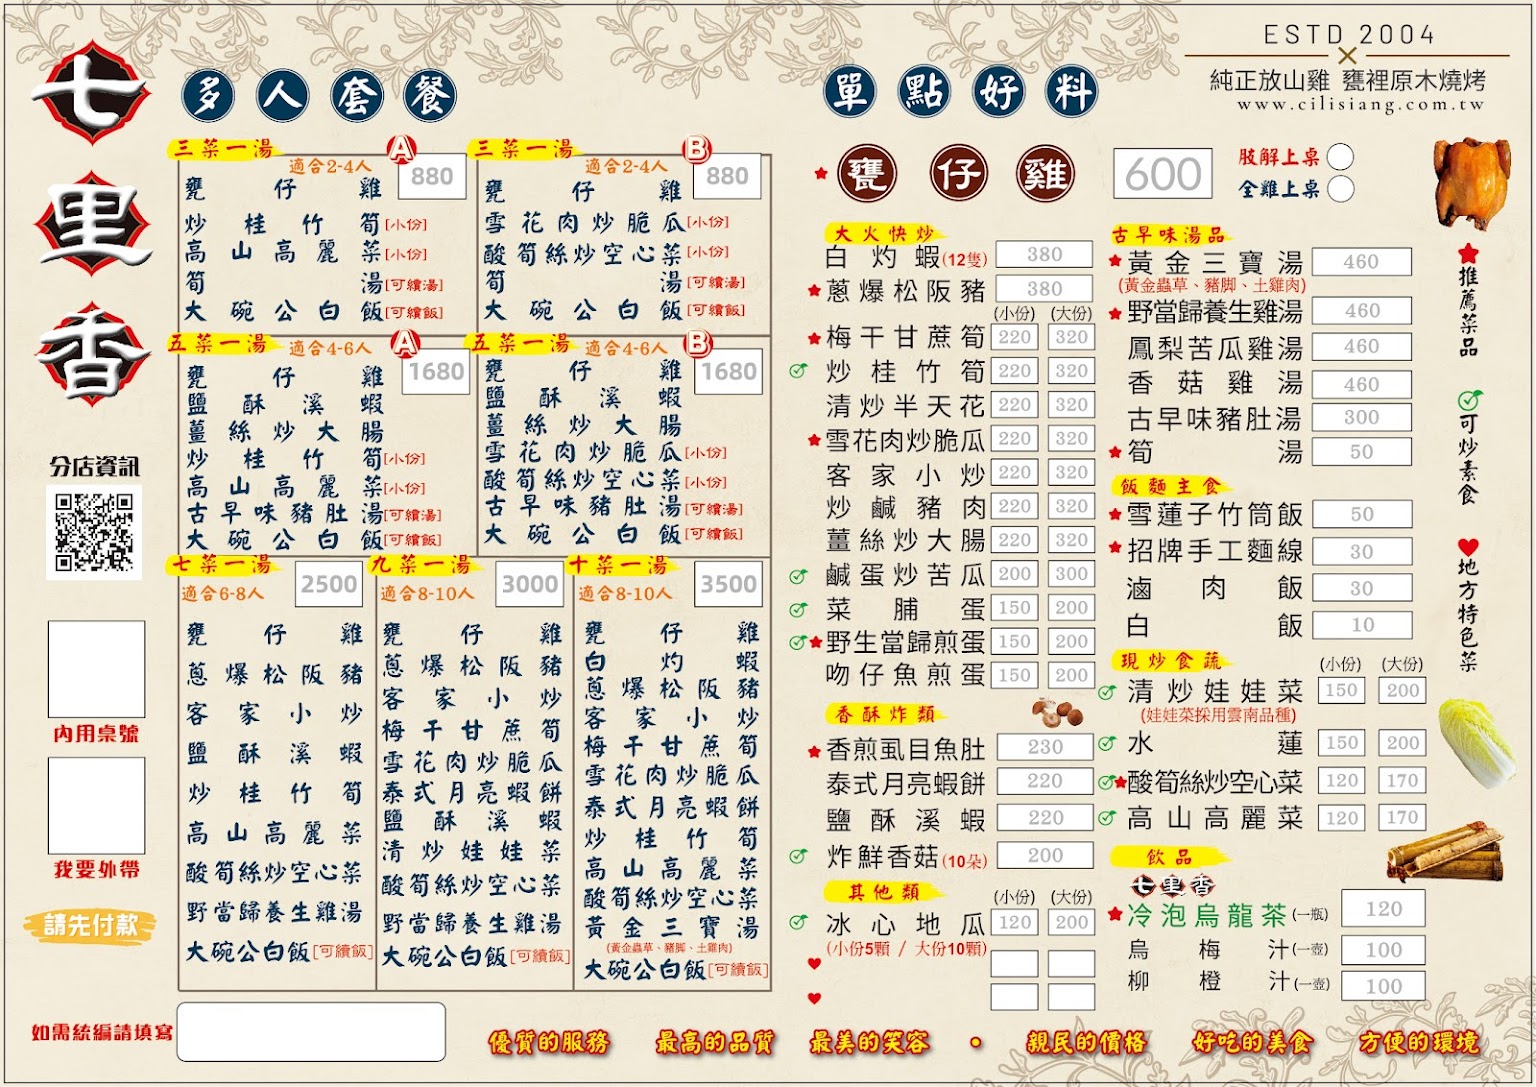 七里香
分店資訊
內用桌號
我要外帶
請先付款
如需統編請填寫
多人套餐
三菜一湯 A
適合2-4人 880
甕仔雞
炒桂竹筍[小份]
高山高麗菜[小份]
筍湯[可續湯]
大碗公白飯[可續飯]
三菜一湯 B
適合2-4人 880
甕仔雞
雪花肉炒脆瓜[小份]
酸筍絲炒空心菜[小份]
筍湯[可續湯]
大碗公白飯[可續飯]
五菜一湯 A
適合4-6人 1680
甕仔雞
鹽酥溪蝦
薑絲炒大腸
炒桂竹筍[小份]
高山高麗菜[小份]
古早味豬肚湯[可續湯]
大碗公白飯[可續飯]
五菜一湯 B
適合4-6人 1680
甕仔雞
鹽酥溪蝦
薑絲炒大腸
雪花肉炒脆瓜[小份]
酸筍絲炒空心菜[小份]
古早味豬肚湯[可續湯]
大碗公白飯[可續飯]
七菜一湯
適合6-8人 2500
甕仔雞
蔥爆松阪豬
客家小炒
鹽酥溪蝦
炒桂竹筍
高山高麗菜
酸筍絲炒空心菜
野當歸養生雞湯
大碗公白飯[可續飯]
九菜一湯
適合8-10人 3000
甕仔雞
蔥爆松阪豬
客家小炒
梅干甘蔗筍
雪花肉炒脆瓜
泰式月亮蝦餅
鹽酥溪蝦
清炒娃娃菜
酸筍絲炒空心菜
野當歸養生雞湯
大碗公白飯[可續飯]
十菜一湯
適合8-10人 3500
甕仔雞
白灼蝦
蔥爆松阪豬
客家小炒
梅干甘蔗筍
雪花肉炒脆瓜
泰式月亮蝦餅
炒桂竹筍
高山高麗菜
酸筍絲炒空心菜
黃金三寶湯
(黃金蟲草、豬脚、土雞肉)
大碗公白飯[可續飯]
單點好料
ESTD 2004
純正放山雞 甕裡原木燒烤
www.cilisiang.com.tw
甕仔雞 600
肢解上桌
全雞上桌
大火快炒
白灼蝦(12隻) 380
蔥爆松阪豬 380
(小份) (大份)
梅干甘蔗筍 220 320
炒桂竹筍 220 320
清炒半天花 220 320
雪花肉炒脆瓜 220 320
客家小炒 220 320
炒鹹豬肉 220 320
薑絲炒大腸 220 320
鹹蛋炒苦瓜 200 300
菜脯蛋 150 200
野生當歸煎蛋 150 200
吻仔魚煎蛋 150 200
香酥炸類
香煎虱目魚肚 230
泰式月亮蝦餅 220
鹽酥溪蝦 220
炸鮮香菇(10朵) 200
其他類
(小份) (大份)
冰心地瓜 120 200
(小份5顆 / 大份10顆)
古早味湯品
黃金三寶湯 460
(黃金蟲草、豬脚、土雞肉)
野當歸養生雞湯 460
鳳梨苦瓜雞湯 460
香菇雞湯 460
古早味豬肚湯 300
筍湯 50
飯麵主食
雪蓮子竹筒飯 50
招牌手工麵線 30
滷肉飯 30
白飯 10
現炒食蔬
(小份) (大份)
清炒娃娃菜 150 200
(娃娃菜採用雲南品種)
水蓮 150 200
酸筍絲炒空心菜 120 170
高山高麗菜 120 170
飲品
七里香
冷泡烏龍茶(一瓶) 120
烏梅汁(一壺) 100
柳橙汁(一壺) 100
推薦菜品
可炒素食
地方特色菜
優質的服務 最高的品質 最美的笑容 • 親民的價格 好吃的美食 方便的環境